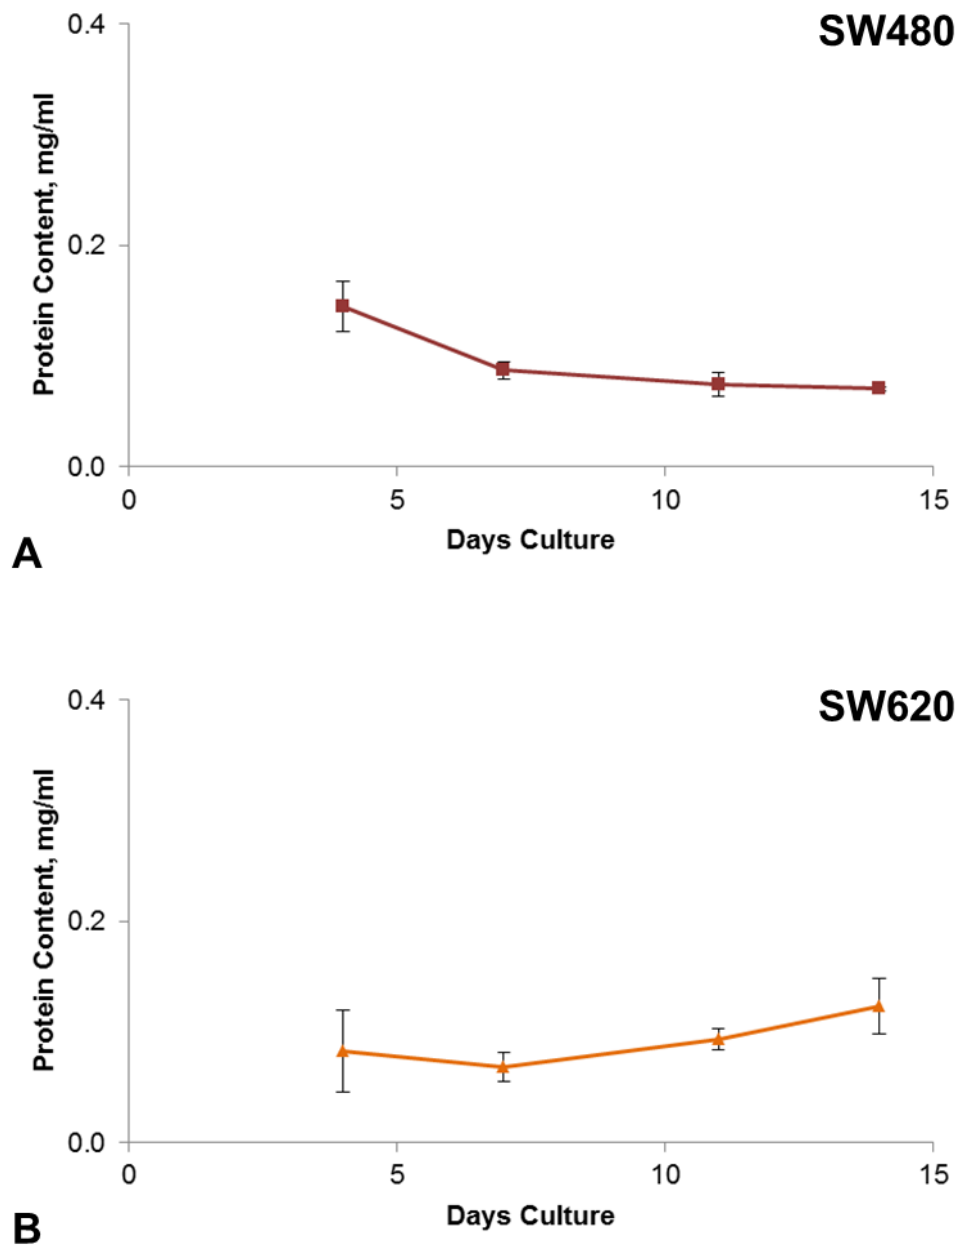 SW480
0.4
0.2
0.0
Protein Content, mg/ml
0 5 10 15
Days Culture
A
SW620
0.4
0.2
0.0
Protein Content, mg/ml
0 5 10 15
Days Culture
B